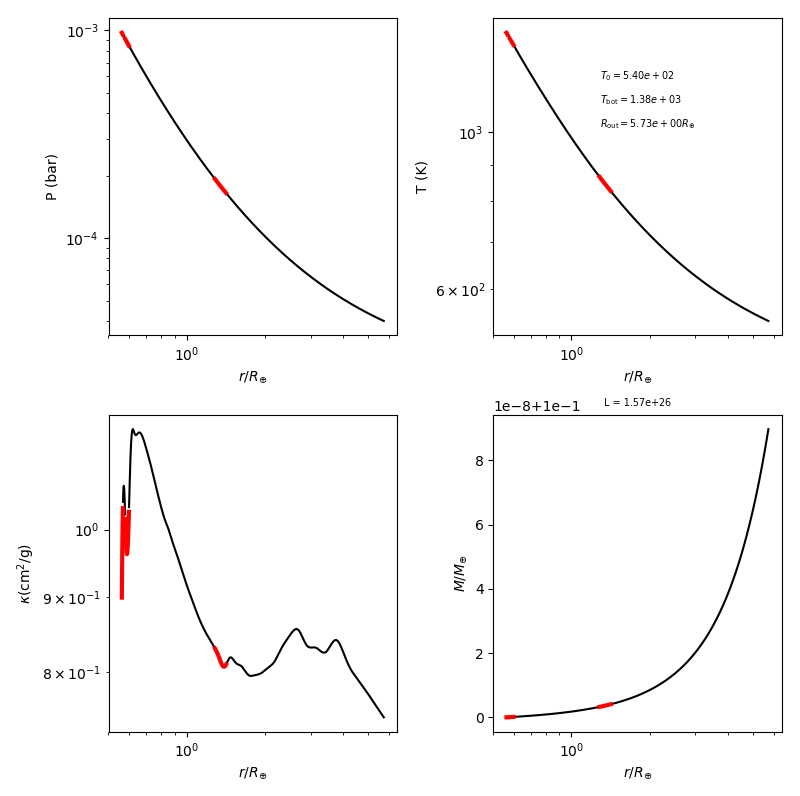 10⁻³
10⁻⁴
P (bar)
10⁰
r/R⊕
10³
6 × 10²
T (K)
T₀ = 5.40e + 02
T_bot = 1.38e + 03
R_out = 5.73e + 00R⊕
10⁰
r/R⊕
10⁰
9 × 10⁻¹
8 × 10⁻¹
κ(cm²/g)
10⁰
r/R⊕
1e−8+1e−1
L = 1.57e+26
8
6
4
2
0
M/M⊕
10⁰
r/R⊕